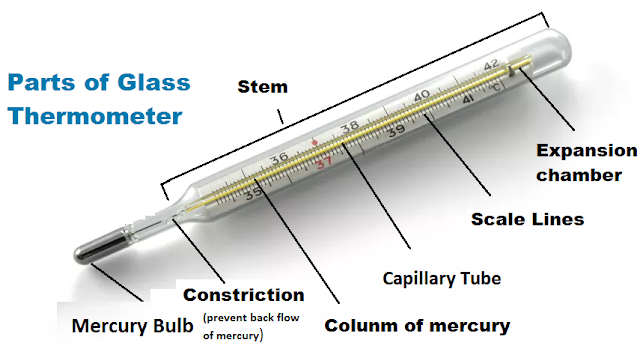 Parts of Glass
Thermometer
Stem
Expansion
chamber
Scale Lines
Capillary Tube
Colunm of mercury
Constriction
(prevent back flow
of mercury)
Mercury Bulb
35
36
37
38
39
40
41
42
°C